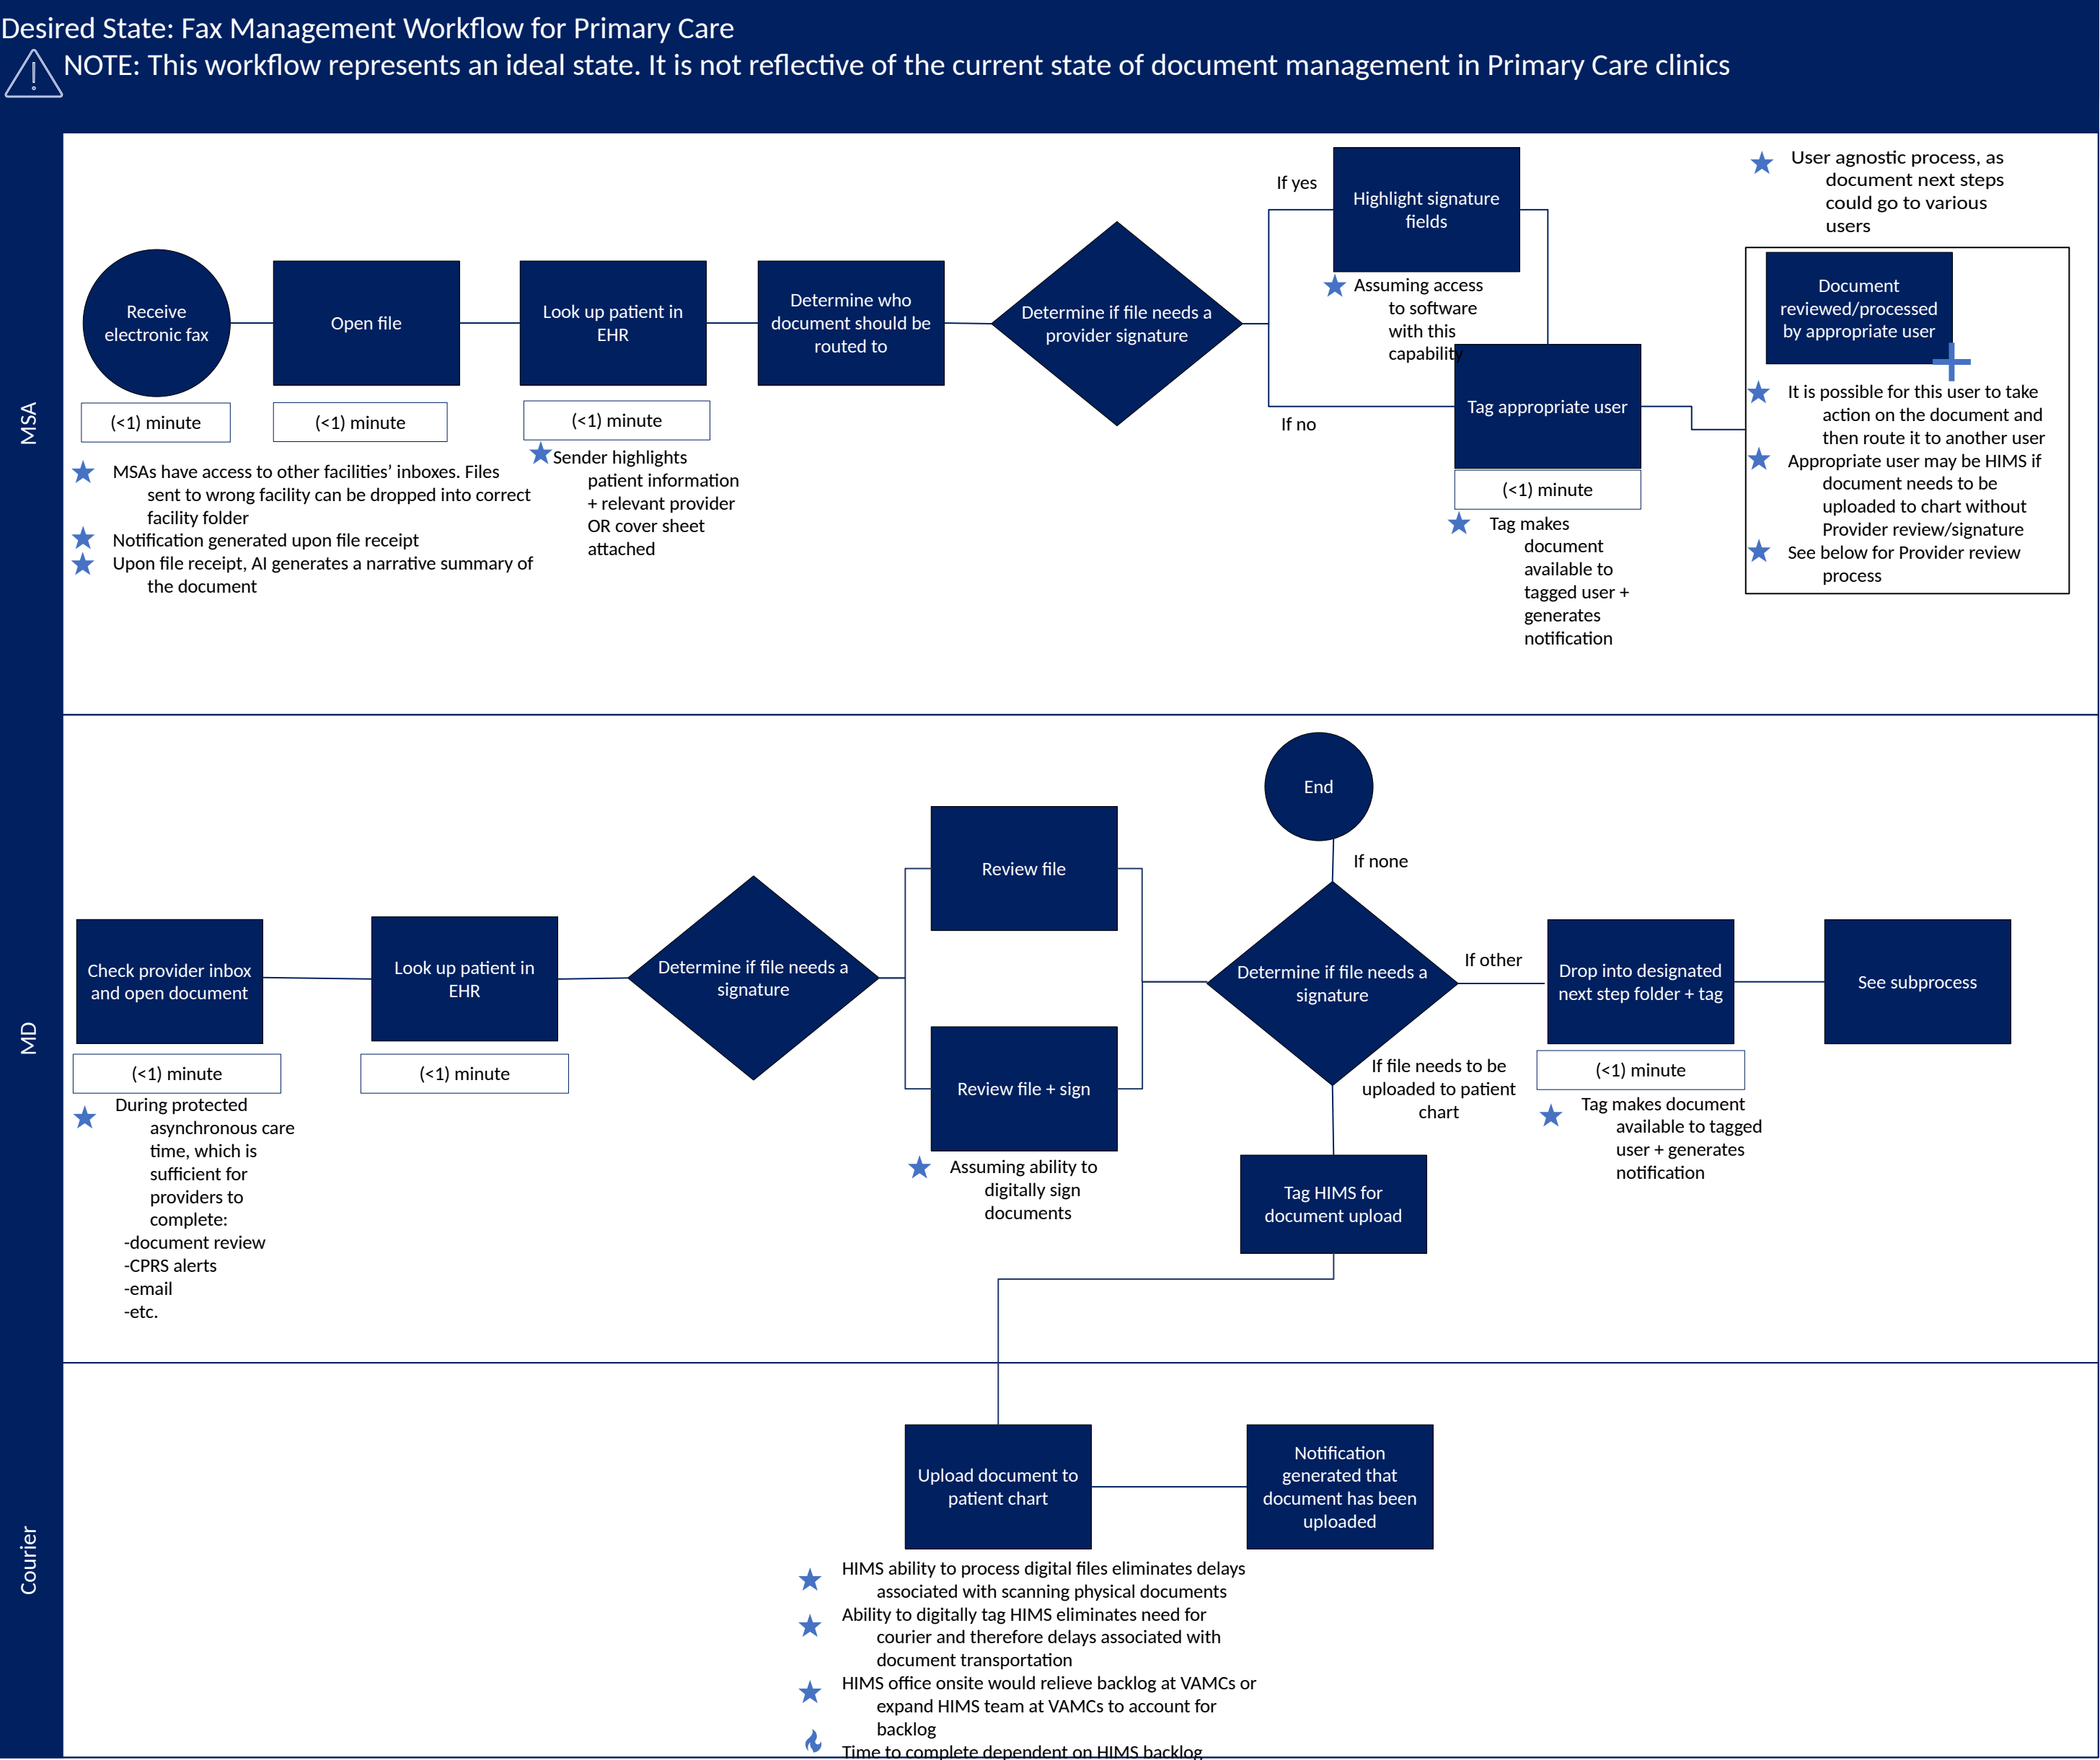 Desired State: Fax Management Workflow for Primary Care
NOTE: This workflow represents an ideal state. It is not reflective of the current state of document management in Primary Care clinics
MSA
Receive
electronic fax
(<1) minute
Open file
(<1) minute
Look up patient in
EHR
(<1) minute
Determine who
document should be
routed to
Determine if file needs a
provider signature
If yes
If no
Highlight signature
fields
Assuming access
to software
with this
capability
Tag appropriate user
(<1) minute
Tag makes
document
available to
tagged user +
generates
notification
User agnostic process, as
document next steps
could go to various
users
Document
reviewed/processed
by appropriate user
It is possible for this user to take
action on the document and
then route it to another user
Appropriate user may be HIMS if
document needs to be
uploaded to chart without
Provider review/signature
See below for Provider review
process
MSAs have access to other facilities’ inboxes. Files
sent to wrong facility can be dropped into correct
facility folder
Notification generated upon file receipt
Upon file receipt, AI generates a narrative summary of
the document
Sender highlights
patient information
+ relevant provider
OR cover sheet
attached
MD
Check provider inbox
and open document
(<1) minute
During protected
asynchronous care
time, which is
sufficient for
providers to
complete:
-document review
-CPRS alerts
-email
-etc.
Look up patient in
EHR
(<1) minute
Determine if file needs a
signature
Review file
Review file + sign
Assuming ability to
digitally sign
documents
End
If none
Determine if file needs a
signature
If other
If file needs to be
uploaded to patient
chart
Drop into designated
next step folder + tag
(<1) minute
Tag makes document
available to tagged
user + generates
notification
See subprocess
Tag HIMS for
document upload
Courier
Upload document to
patient chart
Notification
generated that
document has been
uploaded
HIMS ability to process digital files eliminates delays
associated with scanning physical documents
Ability to digitally tag HIMS eliminates need for
courier and therefore delays associated with
document transportation
HIMS office onsite would relieve backlog at VAMCs or
expand HIMS team at VAMCs to account for
backlog
Time to complete dependent on HIMS backlog